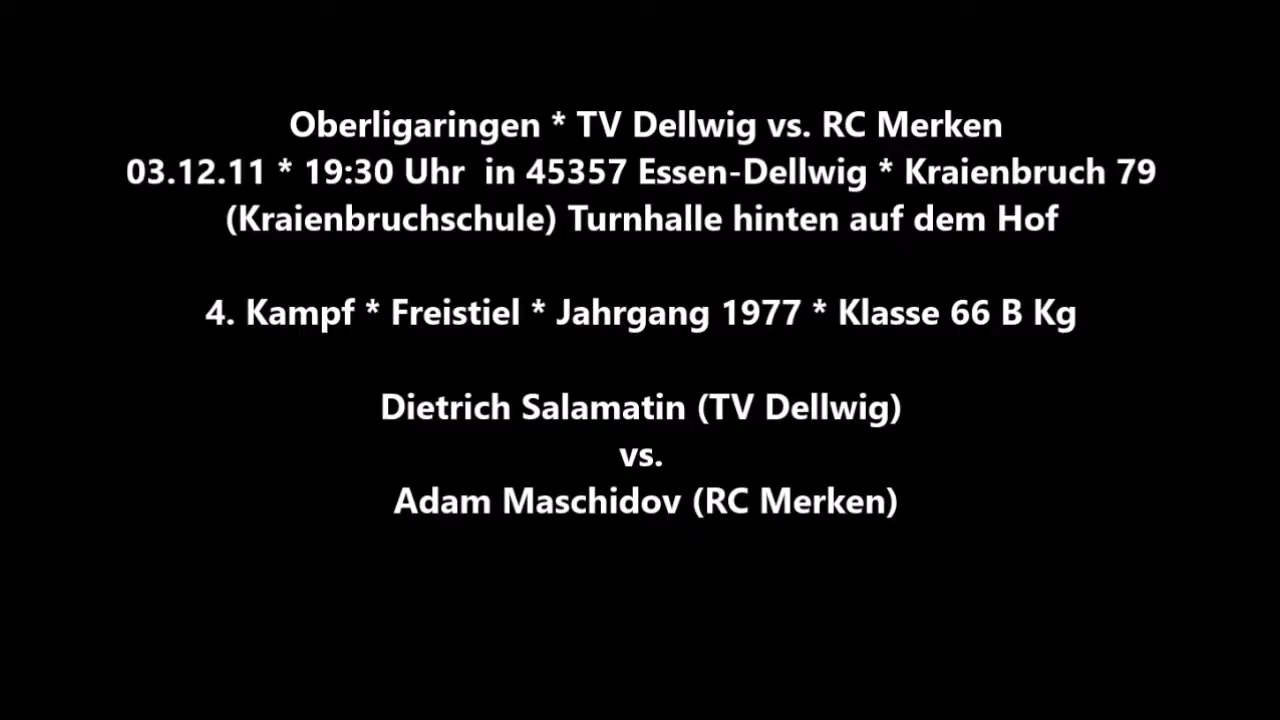 Oberligaringen * TV Dellwig vs. RC Merken
03.12.11 * 19:30 Uhr  in 45357 Essen-Dellwig * Kraienbruch 79
(Kraienbruchschule) Turnhalle hinten auf dem Hof
4. Kampf * Freistiel * Jahrgang 1977 * Klasse 66 B Kg
Dietrich Salamatin (TV Dellwig)
vs.
Adam Maschidov (RC Merken)